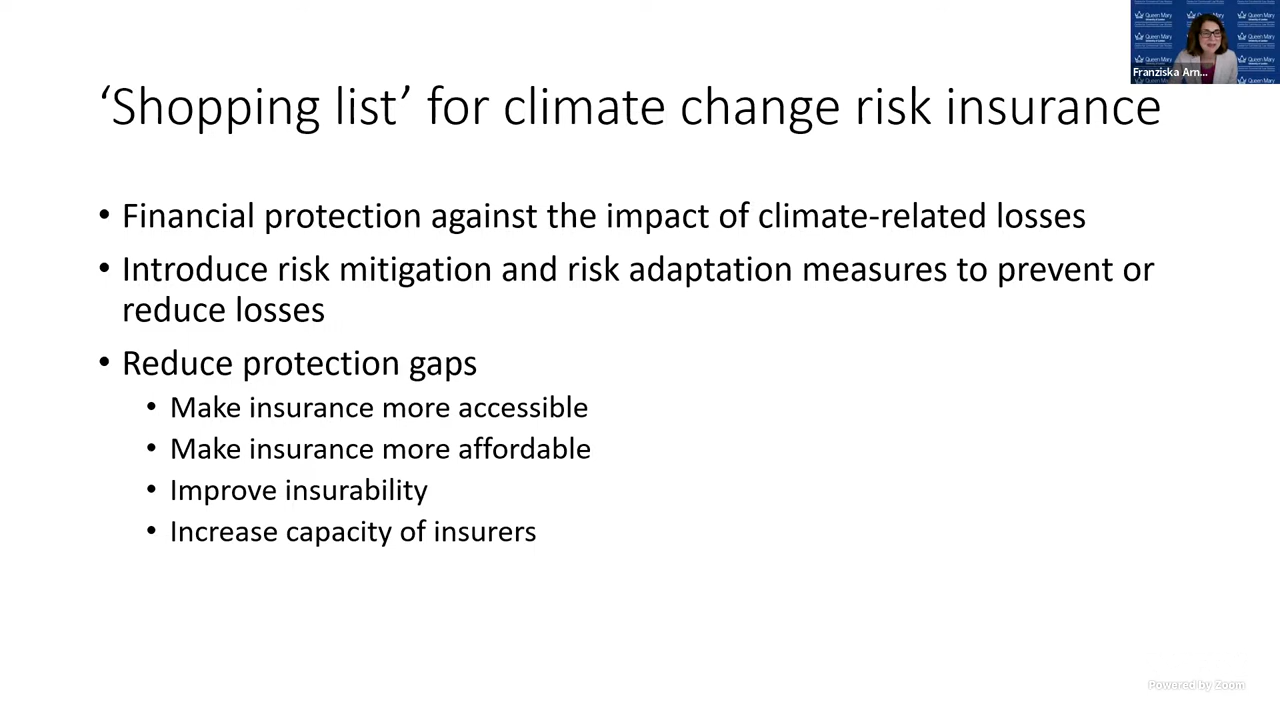 Queen Mary
Franziska Arn...
‘Shopping list’ for climate change risk insurance
• Financial protection against the impact of climate-related losses
• Introduce risk mitigation and risk adaptation measures to prevent or
reduce losses
• Reduce protection gaps
• Make insurance more accessible
• Make insurance more affordable
• Improve insurability
• Increase capacity of insurers
Powered by Zoom